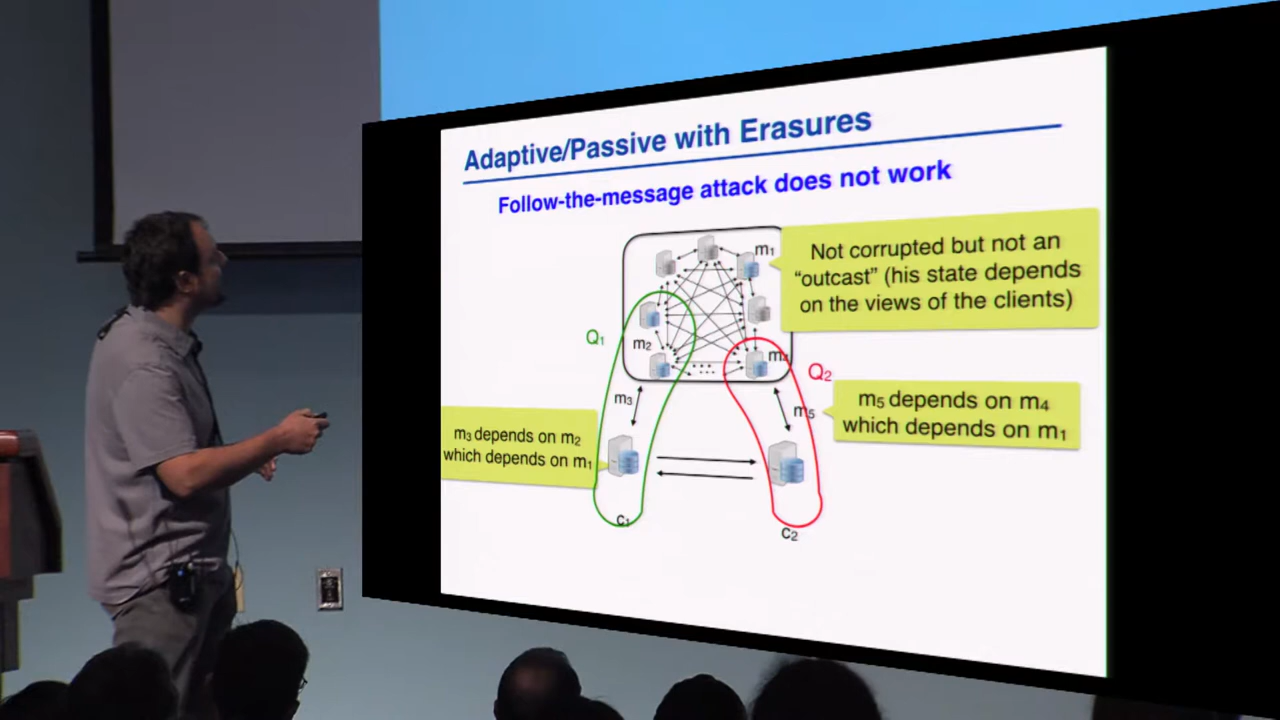 Adaptive/Passive with Erasures
Follow-the-message attack does not work
m₁
Not corrupted but not an
“outcast” (his state depends
on the views of the clients)
Q₁
m₂
Q₂
m₃
m₅
m₅ depends on m₄
which depends on m₁
m₃ depends on m₂
which depends on m₁
C₁
C₂